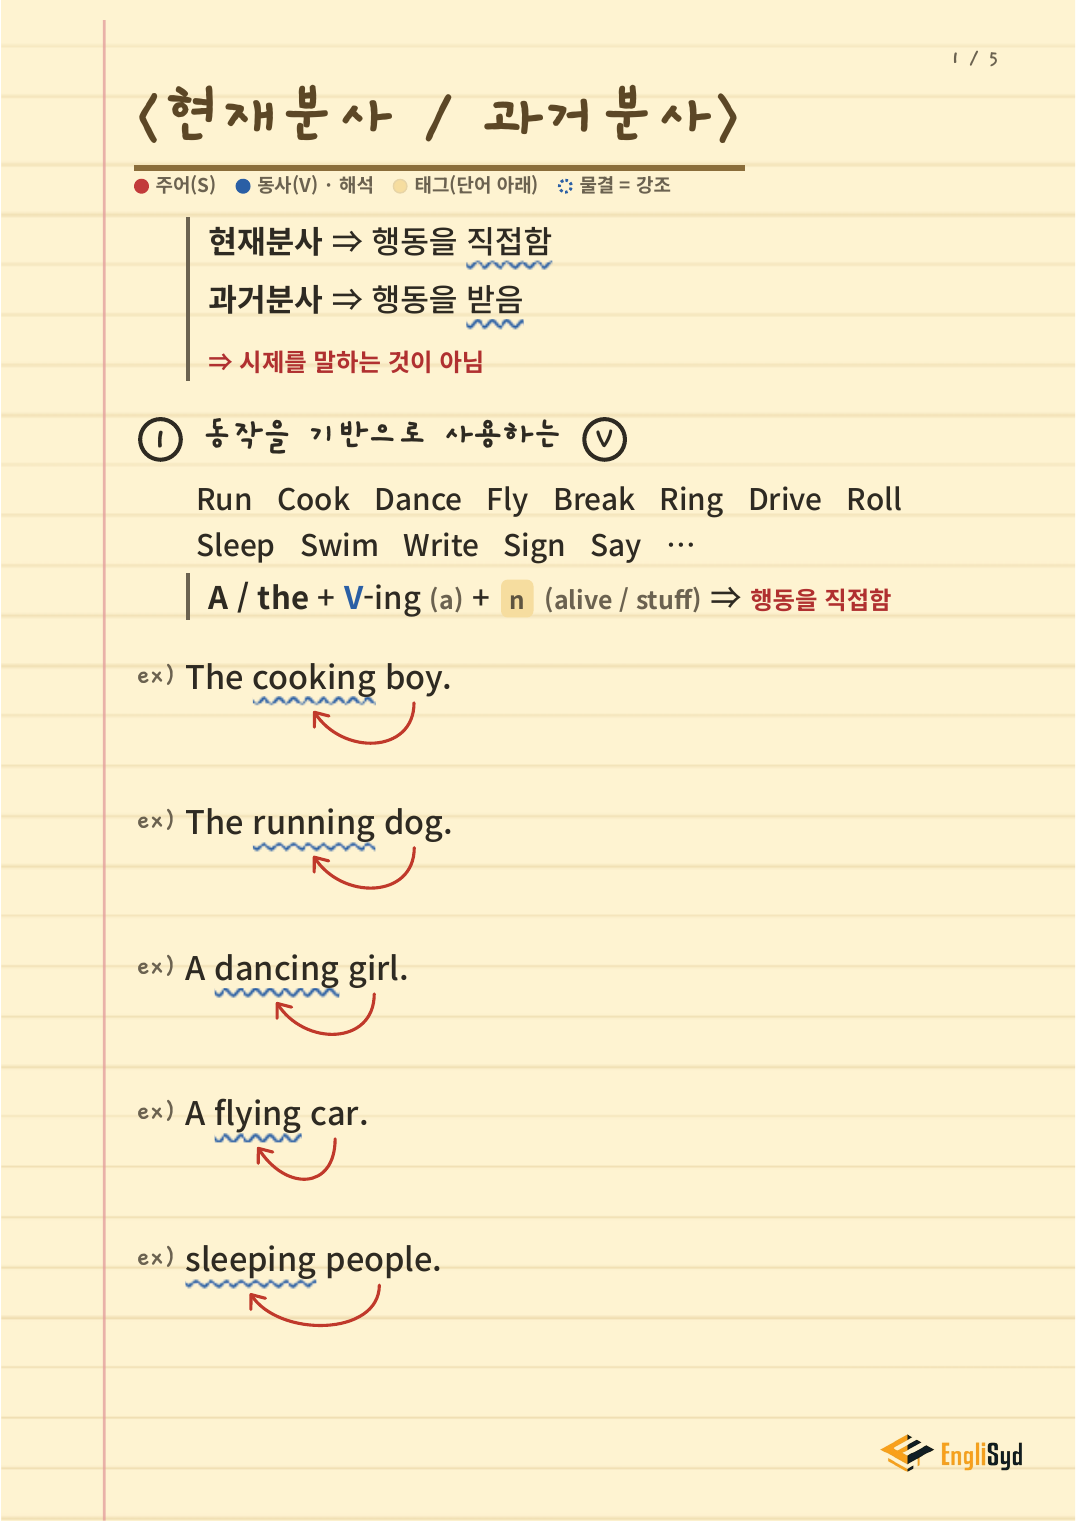 1 / 5
<현재분사 / 과거분사>
주어(S) 동사(V) · 해석 태그(단어 아래) 물결 = 강조
현재분사 ⇒ 행동을 직접함
과거분사 ⇒ 행동을 받음
⇒ 시제를 말하는 것이 아님
1 동작을 기반으로 사용하는 V
Run Cook Dance Fly Break Ring Drive Roll
Sleep Swim Write Sign Say ···
A / the + V-ing (a) + n (alive / stuff) ⇒ 행동을 직접함
ex) The cooking boy.
ex) The running dog.
ex) A dancing girl.
ex) A flying car.
ex) sleeping people.
EngliSyd